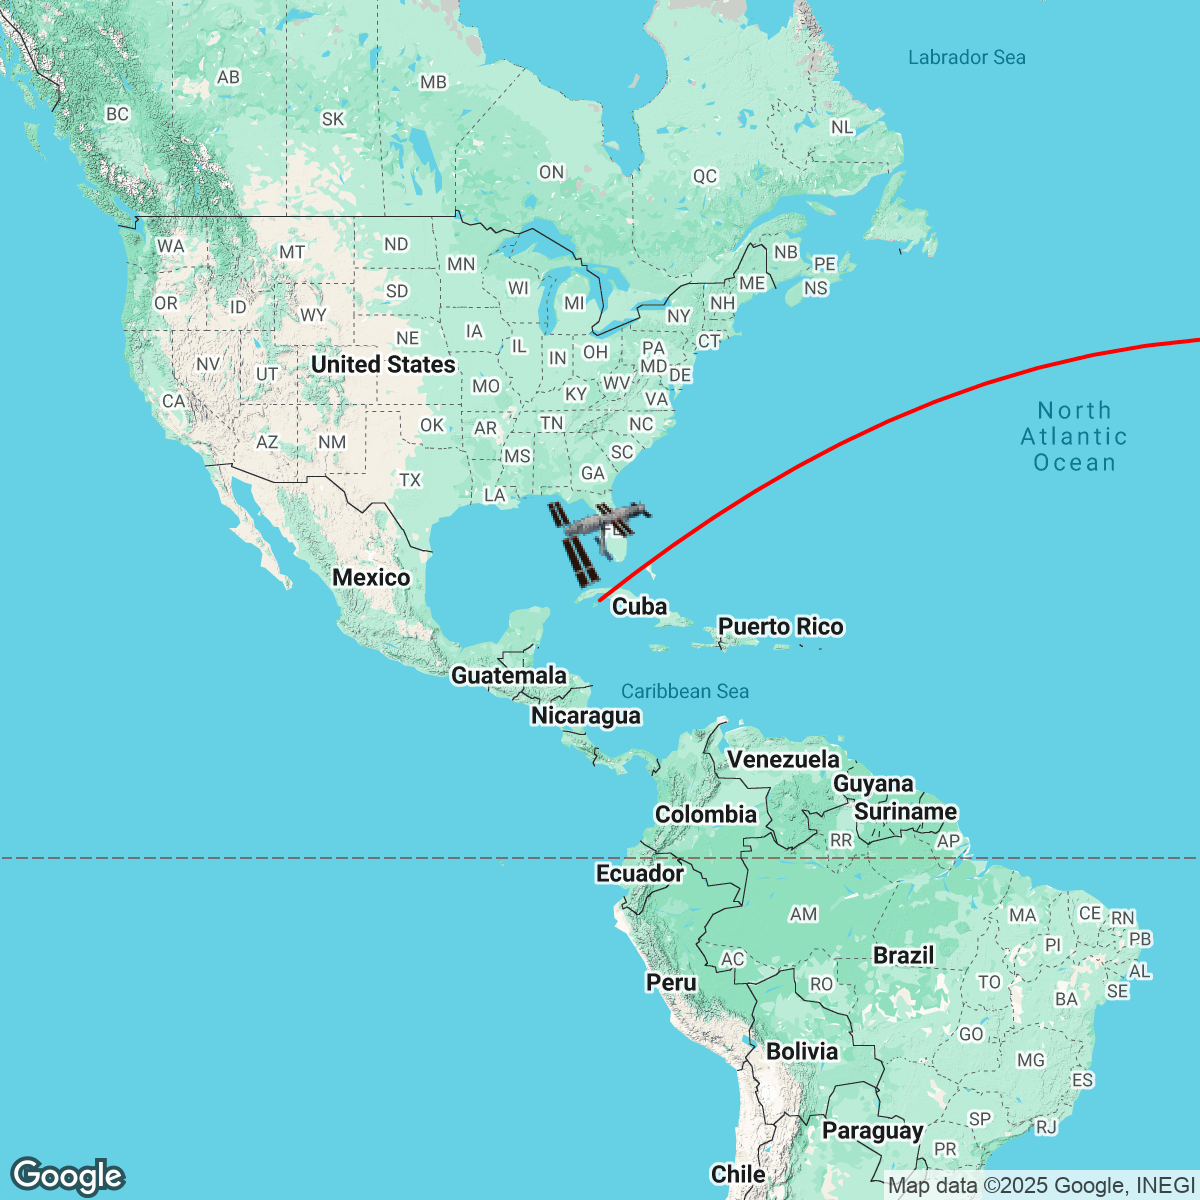 Labrador Sea
AB
MB
BC
SK
NL
ON
QC
WA
MT
ND
MN
NB
PE
ME
NS
OR
ID
WY
SD
WI
MI
NH
NY
NV
UT
NE
IA
IL
IN
OH
PA
CT
United States
MD
DE
MO
KY
WV
VA
CA
AZ
NM
OK
AR
TN
NC
North
Atlantic
Ocean
TX
MS
SC
GA
LA
FL
Mexico
Cuba
Puerto Rico
Guatemala
Caribbean Sea
Nicaragua
Venezuela
Guyana
Colombia
Suriname
RR
AP
Ecuador
AM
MA
CE
RN
PI
PB
AC
Brazil
Peru
RO
TO
AL
SE
BA
GO
Bolivia
MG
ES
SP
RJ
Paraguay
PR
Chile
Google
Map data ©2025 Google, INEGI